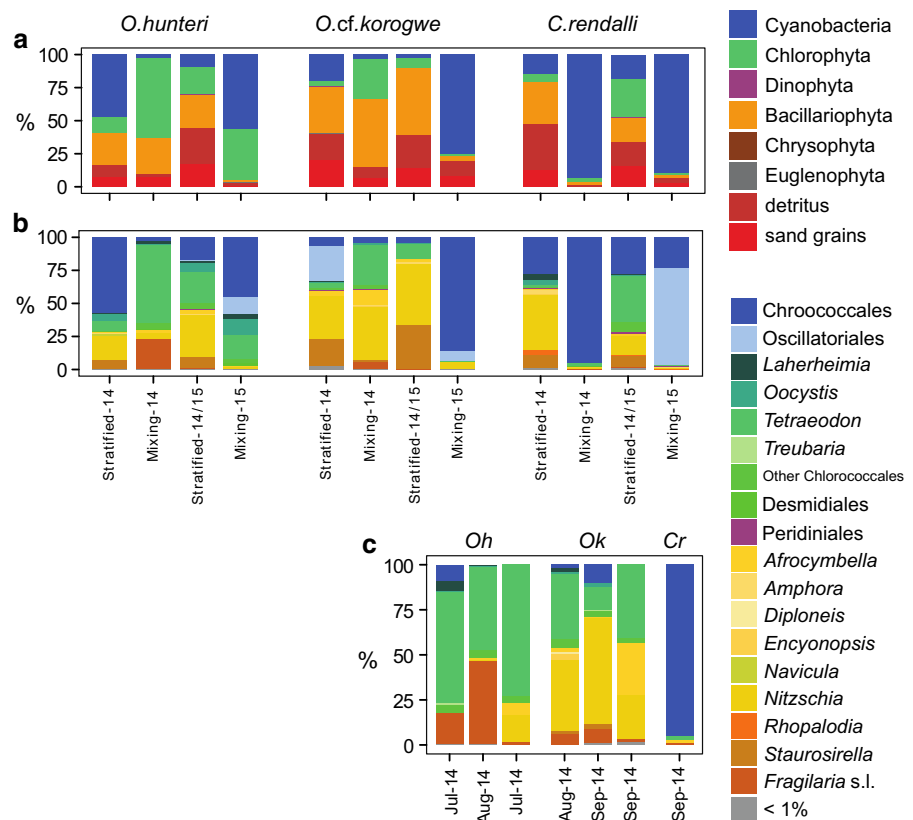 O.hunteri
O.cf.korogwe
C.rendalli
a
100
75
50
25
0
%
b
100
75
50
25
0
%
Stratified-14
Mixing-14
Stratified-14/15
Mixing-15
Stratified-14
Mixing-14
Stratified-14/15
Mixing-15
Stratified-14
Mixing-14
Stratified-14/15
Mixing-15
c
Oh
Ok
Cr
100
75
50
25
0
%
Jul-14
Aug-14
Jul-14
Aug-14
Sep-14
Sep-14
Sep-14
Cyanobacteria
Chlorophyta
Dinophyta
Bacillariophyta
Chrysophyta
Euglenophyta
detritus
sand grains
Chroococcales
Oscillatoriales
Laherheimia
Oocystis
Tetraeodon
Treubaria
Other Chlorococcales
Desmidiales
Peridiniales
Afrocymbella
Amphora
Diploneis
Encyonopsis
Navicula
Nitzschia
Rhopalodia
Staurosirella
Fragilaria s.l.
< 1%